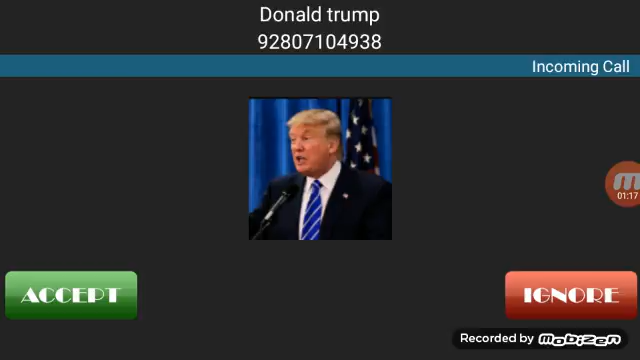 Donald trump
92807104938
Incoming Call
01:17
ACCEPT
IGNORE
Recorded by mobizen